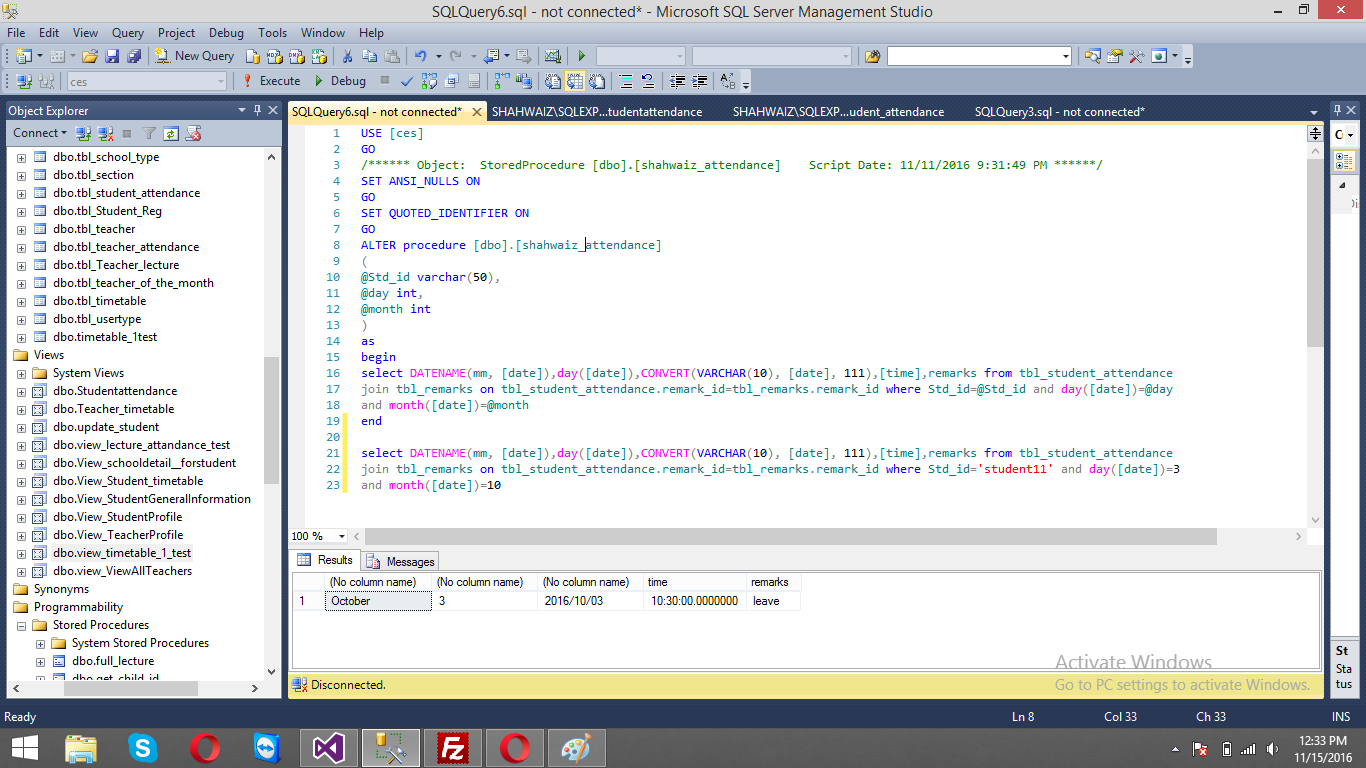 SQLQuery6.sql - not connected* - Microsoft SQL Server Management Studio
File Edit View Query Project Debug Tools Window Help
New Query
ces Execute Debug
Object Explorer
Connect
dbo.tbl_school_type
dbo.tbl_section
dbo.tbl_student_attendance
dbo.tbl_Student_Reg
dbo.tbl_teacher
dbo.tbl_teacher_attendance
dbo.tbl_Teacher_lecture
dbo.tbl_teacher_of_the_month
dbo.tbl_timetable
dbo.tbl_usertype
dbo.timetable_1test
Views
System Views
dbo.Studentattendance
dbo.Teacher_timetable
dbo.update_student
dbo.view_lecture_attandance_test
dbo.View_schooldetail__forstudent
dbo.View_Student_timetable
dbo.View_StudentGeneralInformation
dbo.View_StudentProfile
dbo.View_TeacherProfile
dbo.view_timetable_1_test
dbo.view_ViewAllTeachers
Synonyms
Programmability
Stored Procedures
System Stored Procedures
dbo.full_lecture
dbo.get_child_id
SQLQuery6.sql - not connected* SHAHWAIZ\SQLEXP...tudentattendance SHAHWAIZ\SQLEXP...udent_attendance SQLQuery3.sql - not connected*
1 USE [ces]
2 GO
3 /****** Object:  StoredProcedure [dbo].[shahwaiz_attendance]    Script Date: 11/11/2016 9:31:49 PM ******/
4 SET ANSI_NULLS ON
5 GO
6 SET QUOTED_IDENTIFIER ON
7 GO
8 ALTER procedure [dbo].[shahwaiz_attendance]
9 (
10 @Std_id varchar(50),
11 @day int,
12 @month int
13 )
14 as
15 begin
16 select DATENAME(mm, [date]),day([date]),CONVERT(VARCHAR(10), [date], 111),[time],remarks from tbl_student_attendance
17 join tbl_remarks on tbl_student_attendance.remark_id=tbl_remarks.remark_id where Std_id=@Std_id and day([date])=@day
18 and month([date])=@month
19 end
20
21 select DATENAME(mm, [date]),day([date]),CONVERT(VARCHAR(10), [date], 111),[time],remarks from tbl_student_attendance
22 join tbl_remarks on tbl_student_attendance.remark_id=tbl_remarks.remark_id where Std_id='student11' and day([date])=3
23 and month([date])=10
100 %
Results Messages
(No column name) (No column name) (No column name) time remarks
1 October 3 2016/10/03 10:30:00.0000000 leave
Activate Windows
Go to PC settings to activate Windows.
Disconnected.
St
Sta
tus
Ready Ln 8 Col 33 Ch 33 INS
12:33 PM
11/15/2016